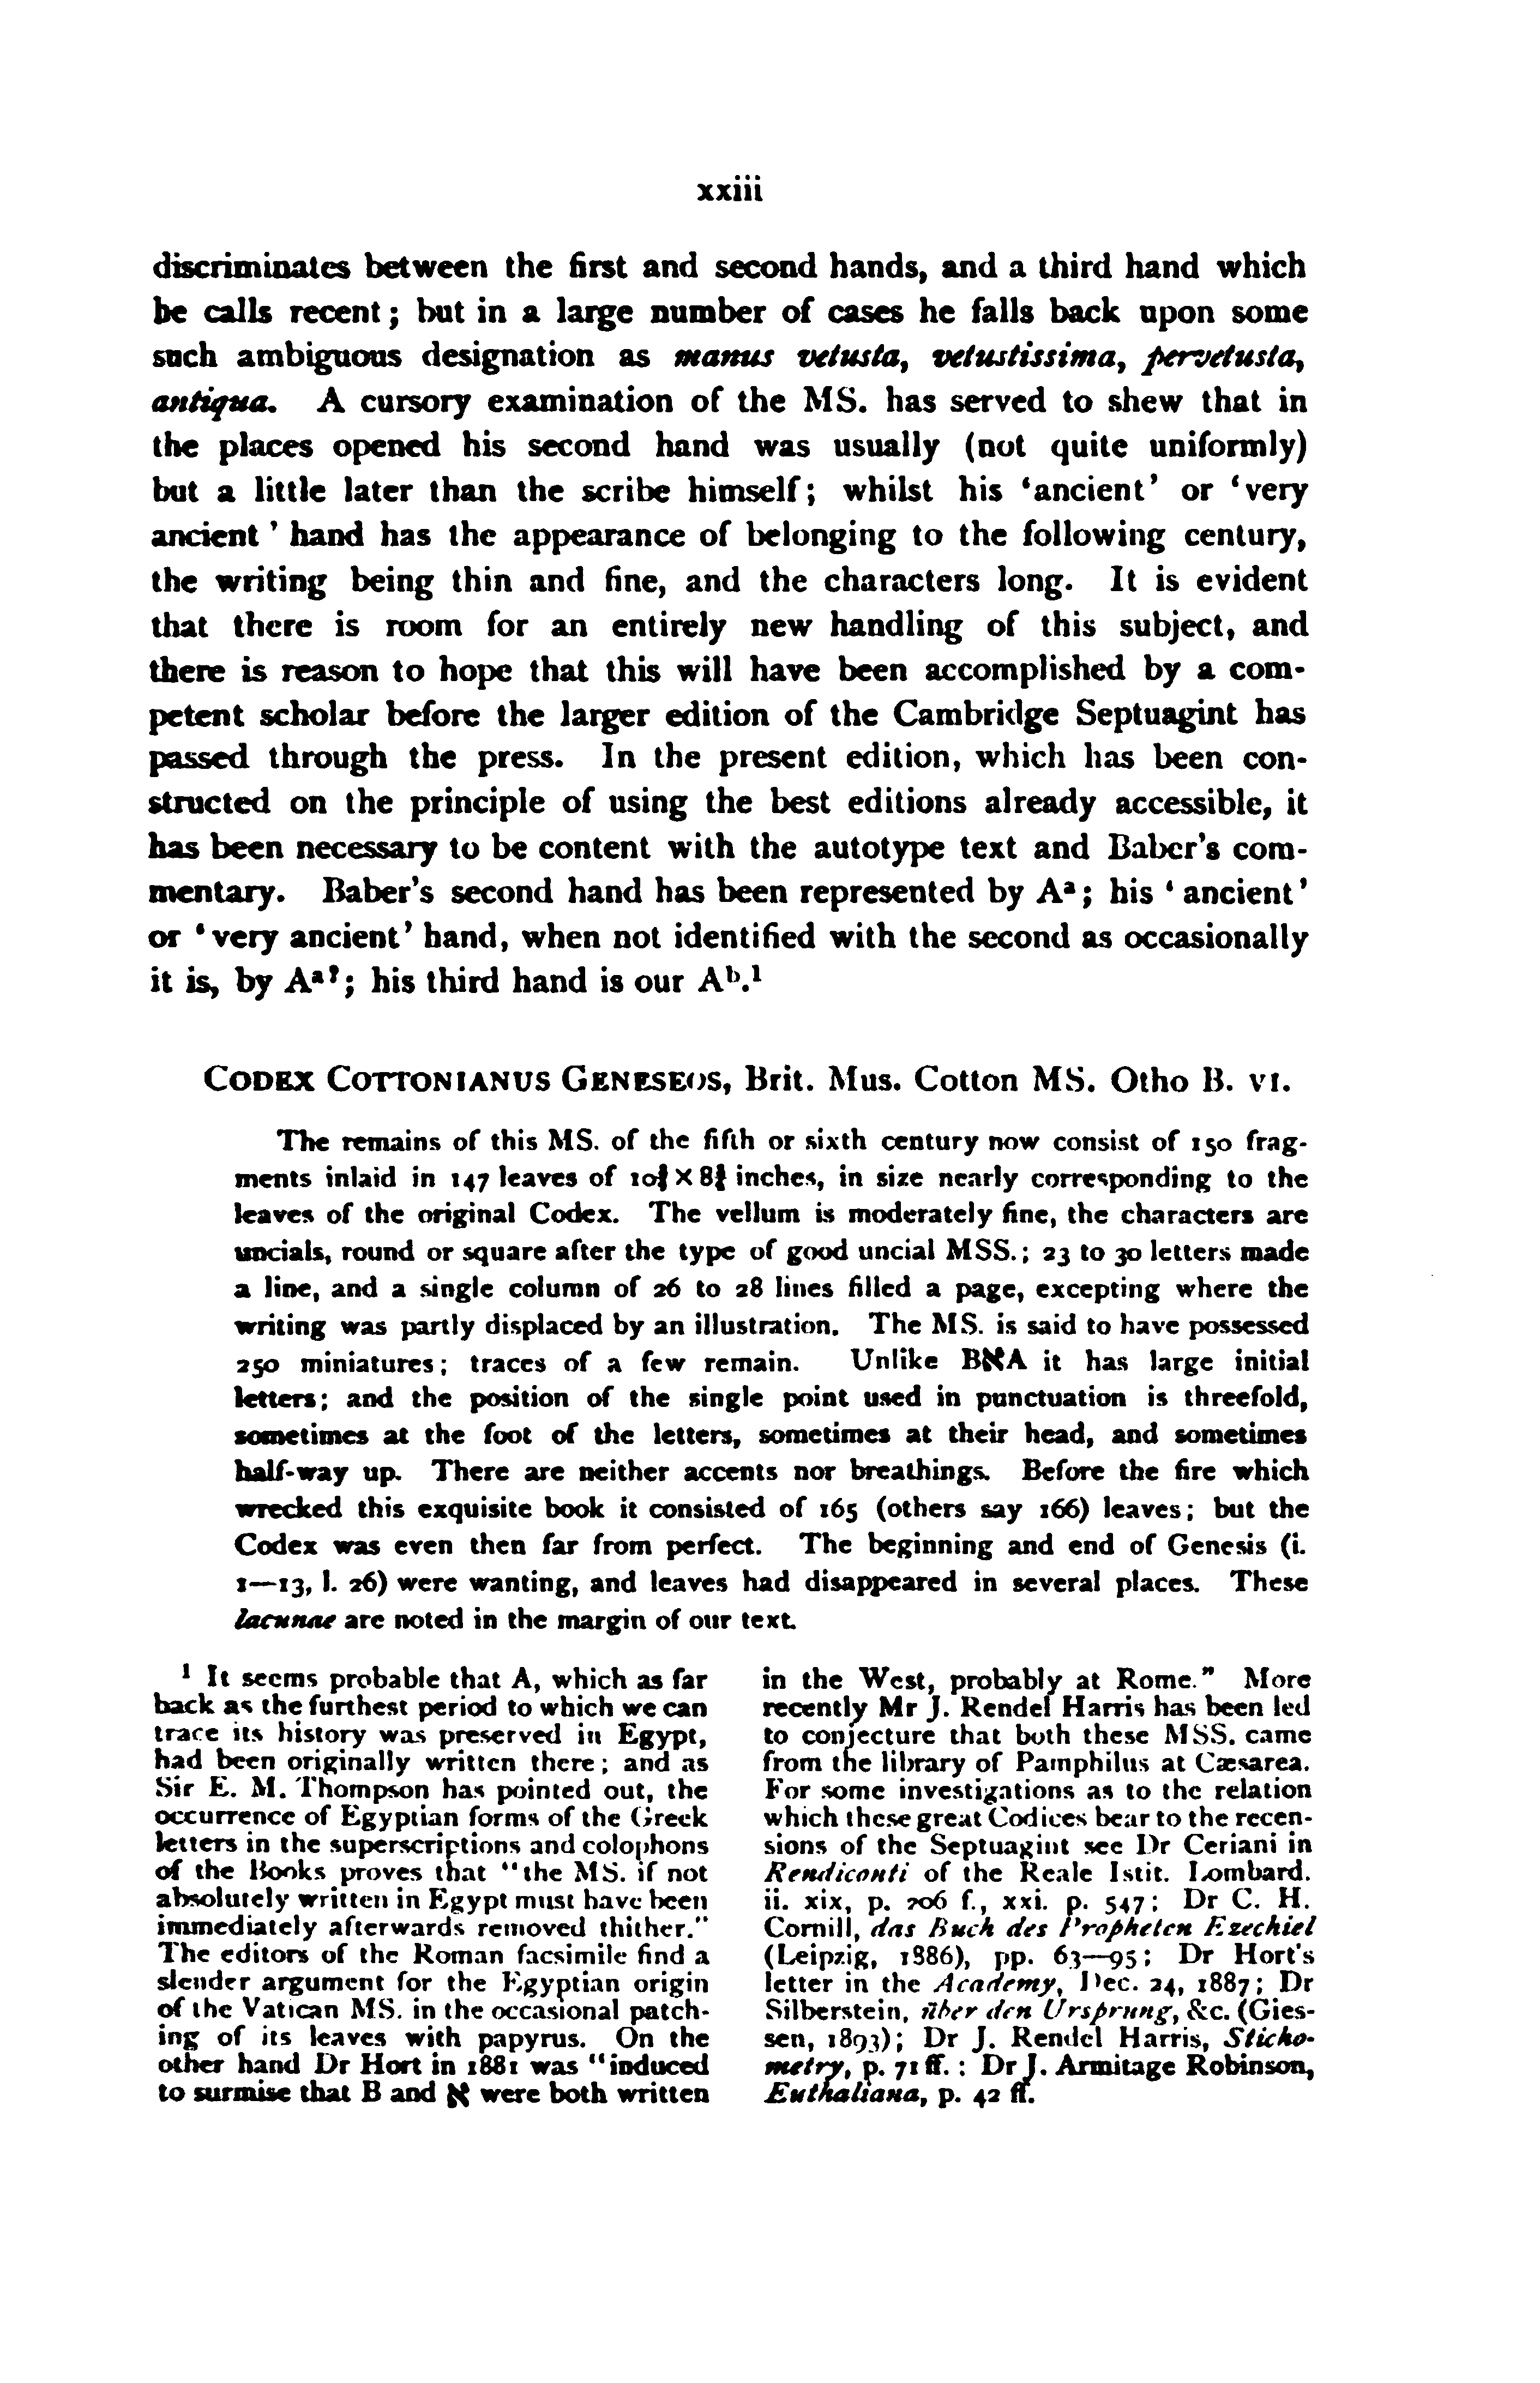 xxiii
discriminates between the first and second hands, and a third hand which
he calls recent; but in a large number of cases he falls back upon some
such ambiguous designation as manus vetusta, vetustissima, pervetusta,
antiqua. A cursory examination of the MS. has served to shew that in
the places opened his second hand was usually (not quite uniformly)
but a little later than the scribe himself; whilst his ‘ancient’ or ‘very
ancient’ hand has the appearance of belonging to the following century,
the writing being thin and fine, and the characters long. It is evident
that there is room for an entirely new handling of this subject, and
there is reason to hope that this will have been accomplished by a com-
petent scholar before the larger edition of the Cambridge Septuagint has
passed through the press. In the present edition, which has been con-
structed on the principle of using the best editions already accessible, it
has been necessary to be content with the autotype text and Baber’s com-
mentary. Baber’s second hand has been represented by Aᵃ; his ‘ancient’
or ‘very ancient’ hand, when not identified with the second as occasionally
it is, by Aᵃ?; his third hand is our Aᵇ.¹
CODEX COTTONIANUS GENESEOS, Brit. Mus. Cotton MS. Otho B. VI.
The remains of this MS. of the fifth or sixth century now consist of 150 frag-
ments inlaid in 147 leaves of inches, in size nearly corresponding to the
leaves of the original Codex. The vellum is moderately fine, the characters are
uncials, round or square after the type of good uncial MSS.; 23 to 30 letters made
a line, and a single column of 26 to 28 lines filled a page, excepting where the
writing was partly displaced by an illustration. The MS. is said to have possessed
250 miniatures; traces of a few remain. Unlike BאA it has large initial
letters; and the position of the single point used in punctuation is threefold,
sometimes at the foot of the letters, sometimes at their head, and sometimes
half-way up. There are neither accents nor breathings. Before the fire which
wrecked this exquisite book it consisted of 165 (others say 166) leaves; but the
Codex was even then far from perfect. The beginning and end of Genesis (i.
1—13, l. 26) were wanting, and leaves had disappeared in several places. These
lacunae are noted in the margin of our text.
¹ It seems probable that A, which as far
back as the furthest period to which we can
trace its history was preserved in Egypt,
had been originally written there; and as
Sir E. M. Thompson has pointed out, the
occurrence of Egyptian forms of the Greek
letters in the superscriptions and colophons
of the Books proves that “the MS. if not
absolutely written in Egypt must have been
immediately afterwards removed thither.”
The editors of the Roman facsimile find a
slender argument for the Egyptian origin
of the Vatican MS. in the occasional patch-
ing of its leaves with papyrus. On the
other hand Dr Hort in 1881 was “induced
to surmise that B and א were both written
in the West, probably at Rome.” More
recently Mr J. Rendel Harris has been led
to conjecture that both these MSS. came
from the library of Pamphilus at Cæsarea.
For some investigations as to the relation
which these great Codices bear to the recen-
sions of the Septuagint see Dr Ceriani in
Rendiconti of the Reale Istit. Lombard.
ii. xix, p. 206 f., xxi. p. 547; Dr C. H.
Cornill, das Buch des Propheten Ezechiel
(Leipzig, 1886), pp. 63—95; Dr Hort’s
letter in the Academy, Dec. 24, 1887; Dr
Silberstein, über den Ursprung, &c. (Gies-
sen, 1893); Dr J. Rendel Harris, Sticho-
metry, p. 71 ff.: Dr J. Armitage Robinson,
Euthaliana, p. 42 ff.